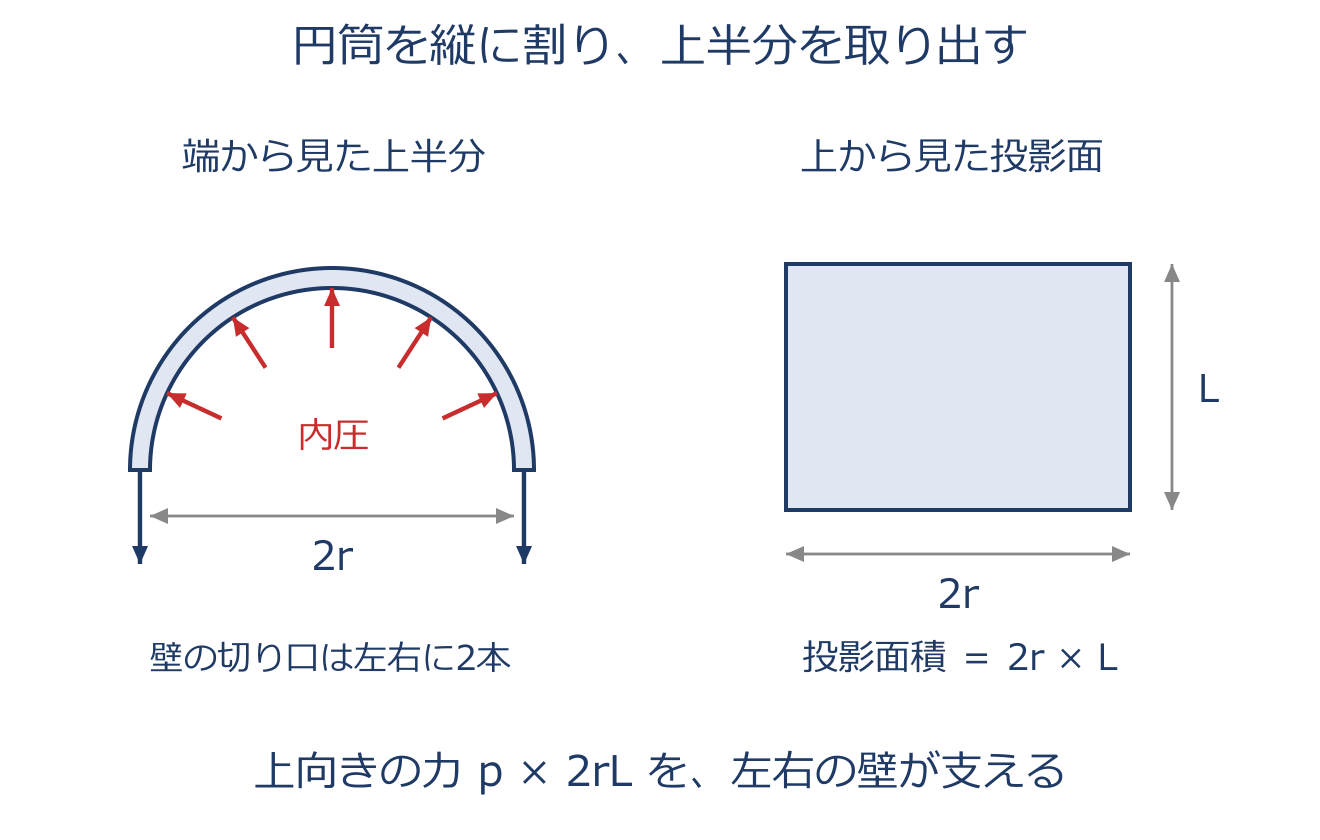 円筒を縦に割り、上半分を取り出す
端から見た上半分
上から見た投影面
内圧
2r
壁の切り口は左右に2本
L
2r
投影面積 = 2r × L
上向きの力 p × 2rL を、左右の壁が支える